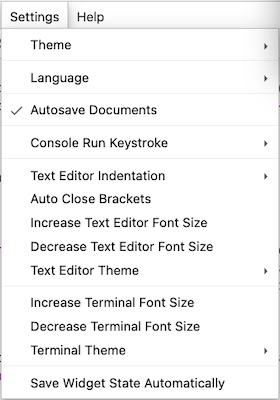 Settings Help
Theme
Language
Autosave Documents
Console Run Keystroke
Text Editor Indentation
Auto Close Brackets
Increase Text Editor Font Size
Decrease Text Editor Font Size
Text Editor Theme
Increase Terminal Font Size
Decrease Terminal Font Size
Terminal Theme
Save Widget State Automatically